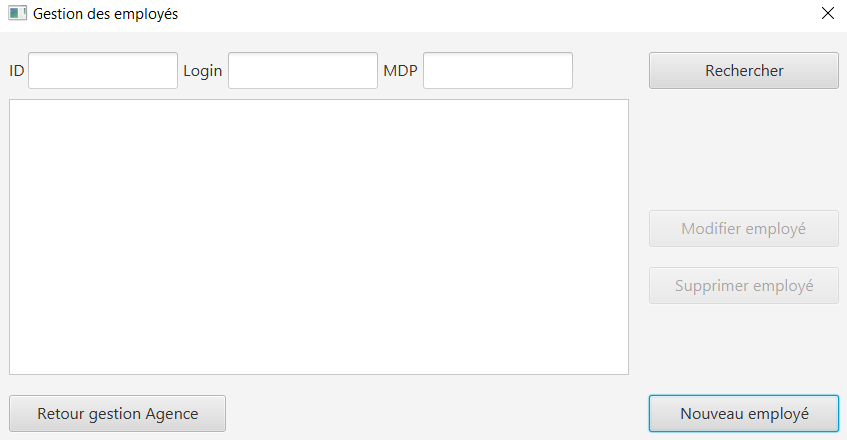 Gestion des employés
ID Login MDP Rechercher
Modifier employé
Supprimer employé
Retour gestion Agence Nouveau employé